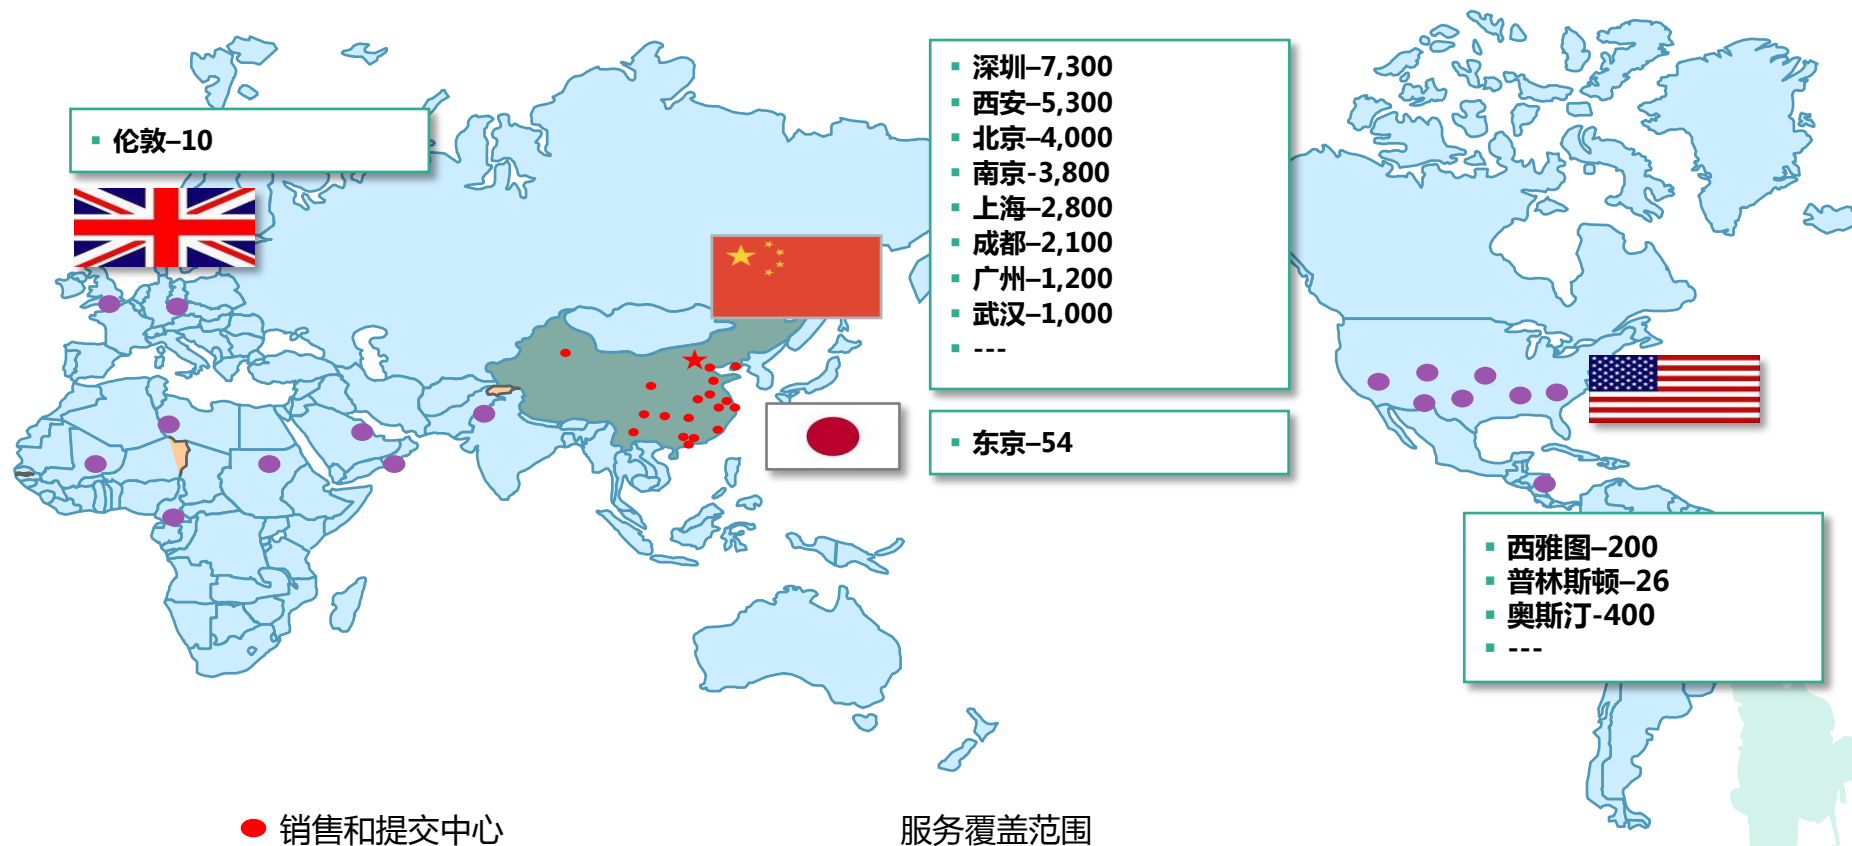 伦敦–10
深圳–7,300
西安–5,300
北京–4,000
南京-3,800
上海–2,800
成都–2,100
广州–1,200
武汉–1,000
---
东京–54
西雅图–200
普林斯顿–26
奥斯汀-400
---
销售和提交中心
服务覆盖范围